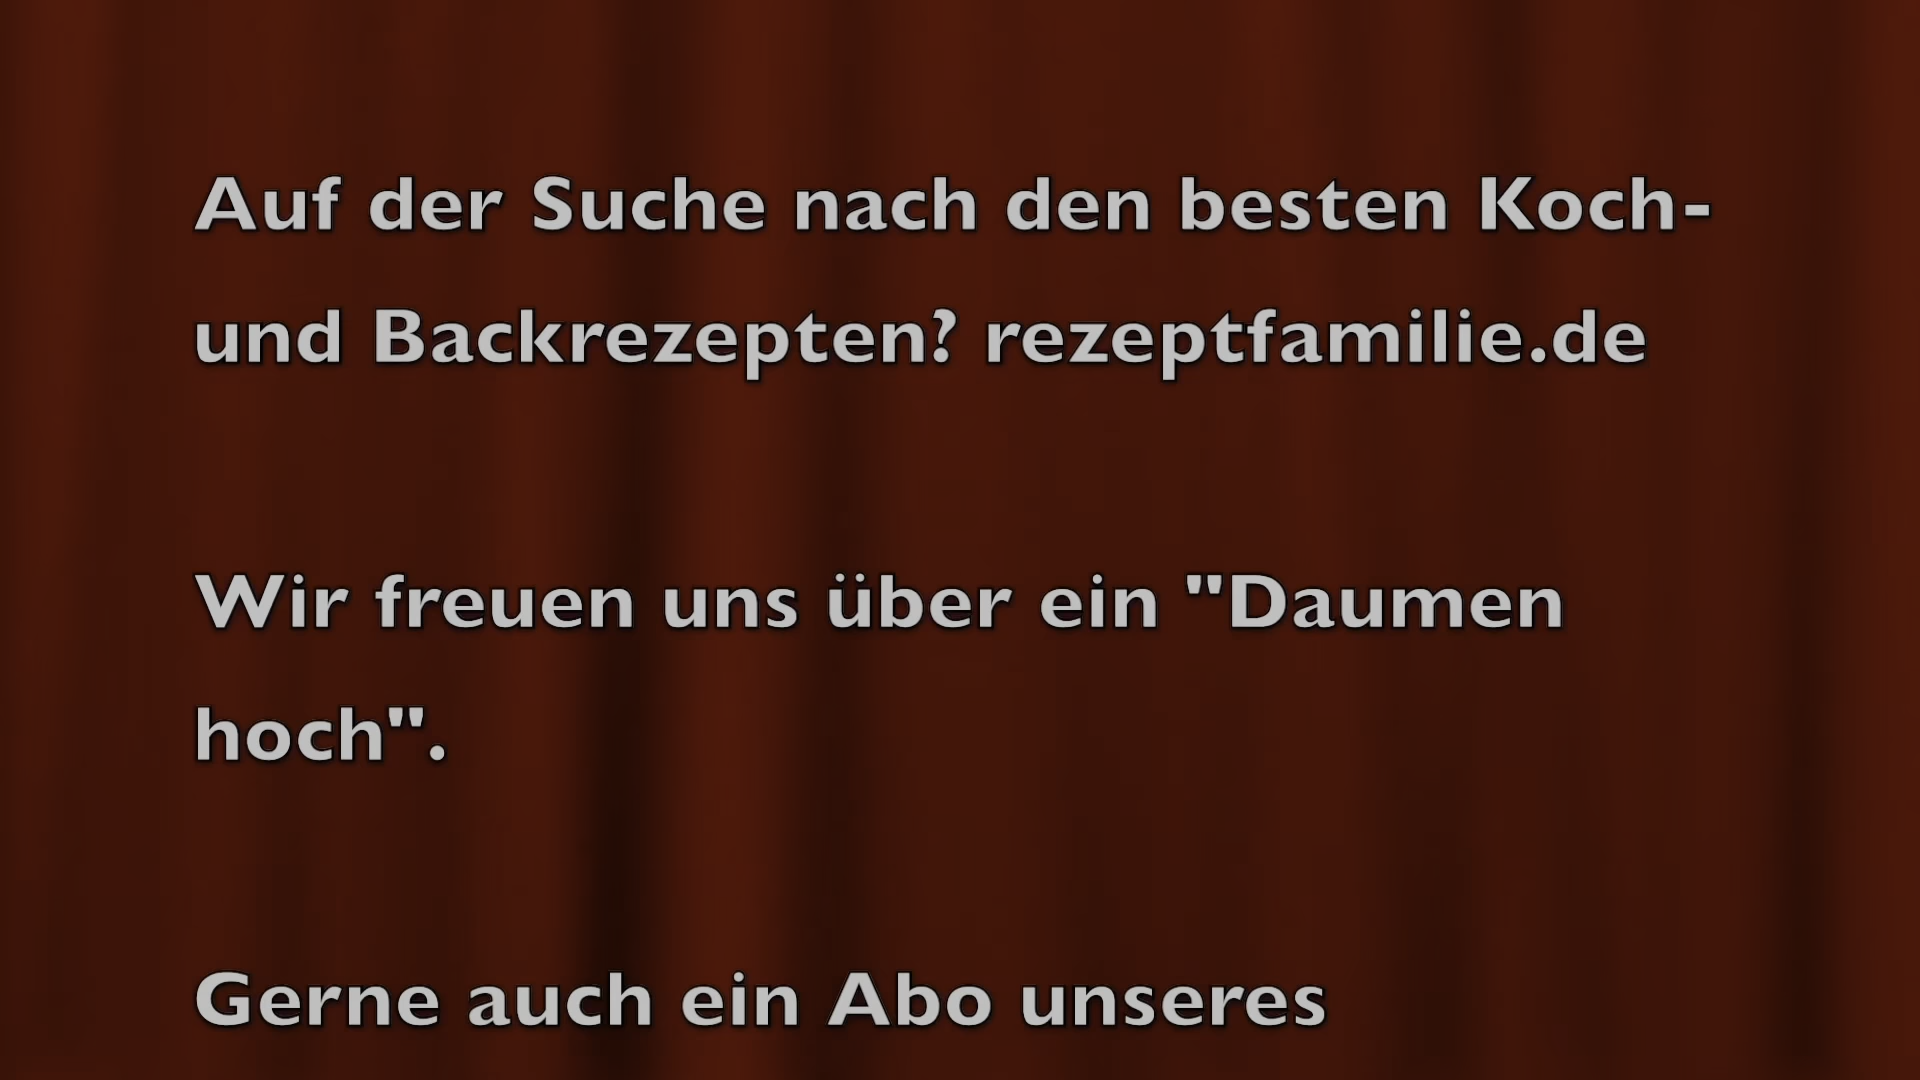 Auf der Suche nach den besten Koch-
und Backrezepten? rezeptfamilie.de
Wir freuen uns über ein "Daumen
hoch".
Gerne auch ein Abo unseres